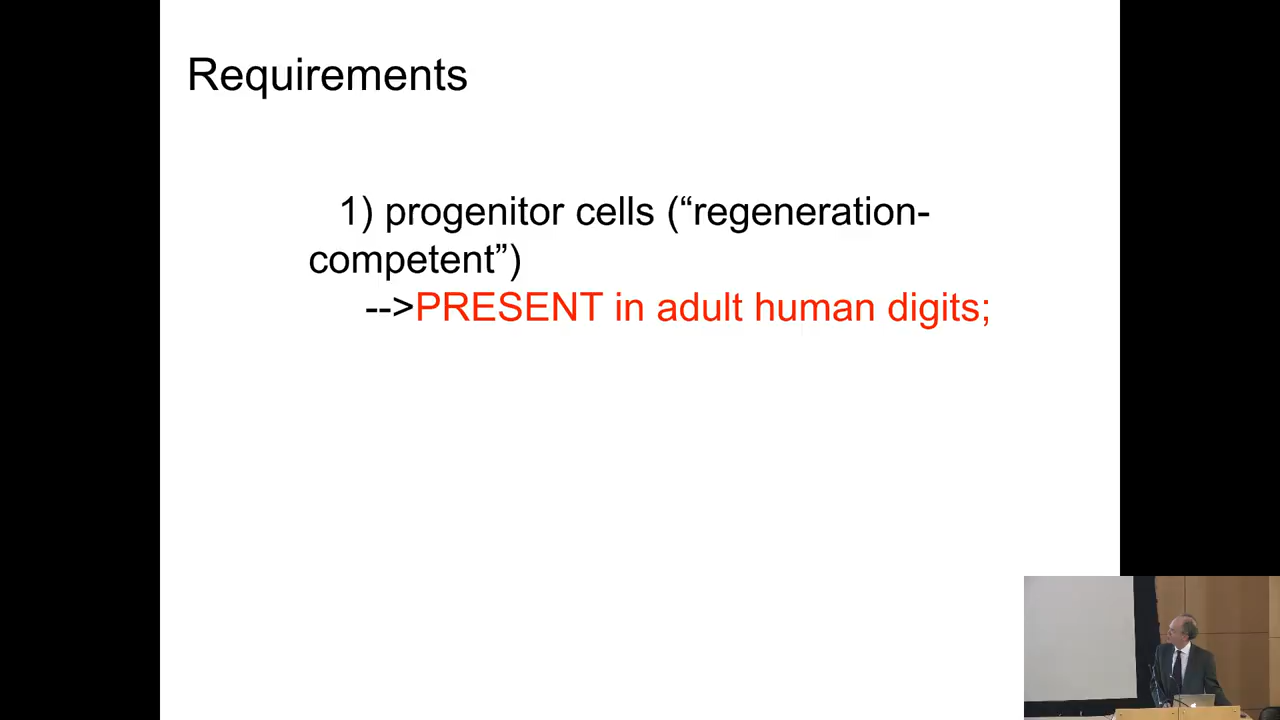 Requirements
1) progenitor cells (“regeneration-
competent”)
-->PRESENT in adult human digits;